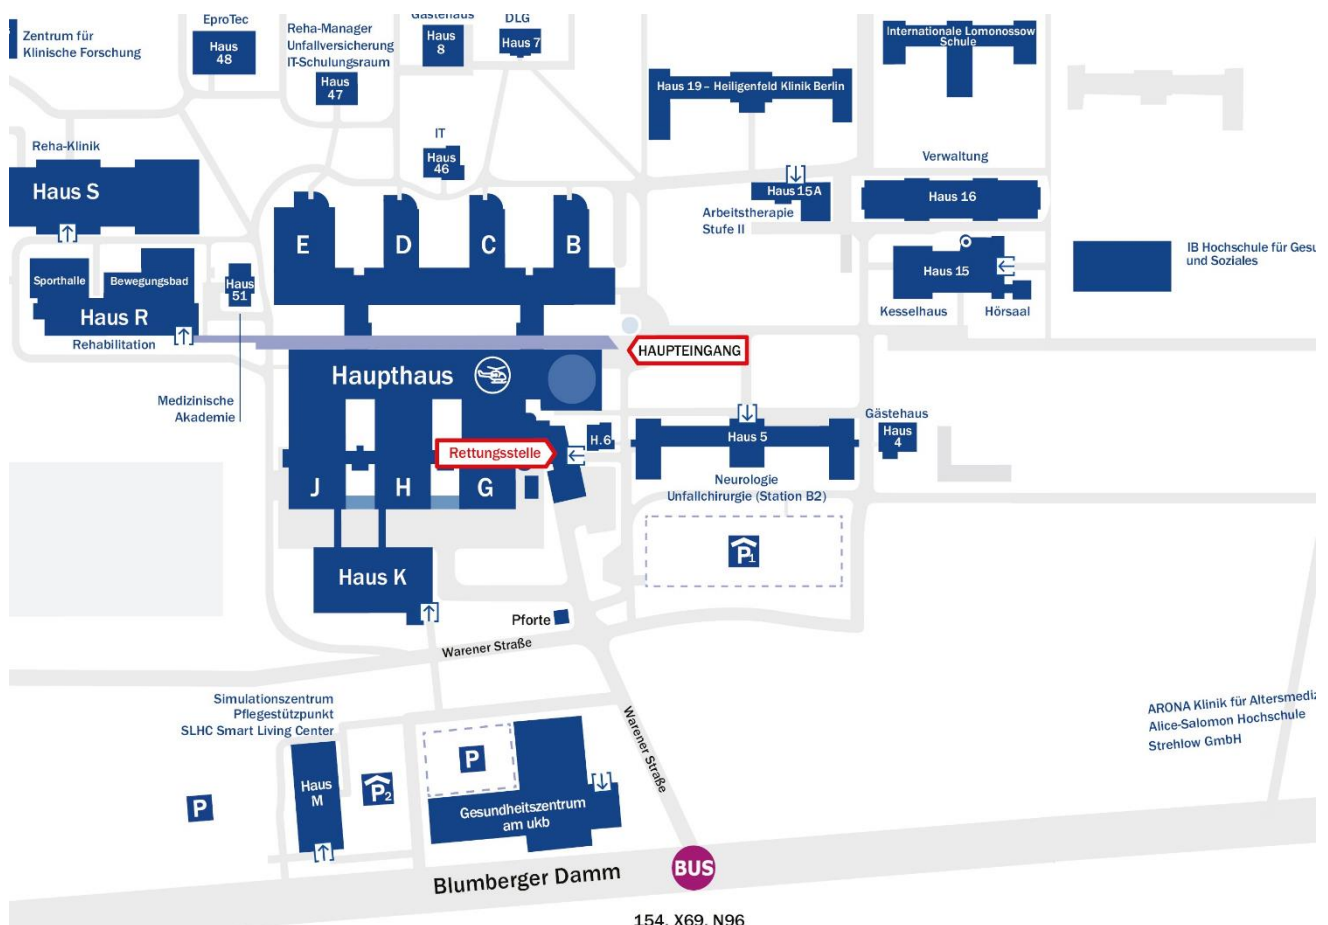 EproTec
Haus
48
Zentrum für
Klinische Forschung
Reha-Manager
Unfallversicherung
IT-Schulungsraum
Haus
47
Gästehaus
Haus
8
DLG
Haus 7
Haus 19 – Heiligenfeld Klinik Berlin
Internationale Lomonossow
Schule
Reha-Klinik
Haus S
IT
Haus
46
Haus 15A
Arbeitstherapie
Stufe II
Verwaltung
Haus 16
E
D
C
B
Sporthalle
Bewegungsbad
Haus R
Rehabilitation
Haus
51
Haus 15
Kesselhaus
Hörsaal
IB Hochschule für Gesu
und Soziales
HAUPTEINGANG
Haupthaus
Medizinische
Akademie
Rettungsstelle
H.6
Haus 5
Gästehaus
Haus
4
Neurologie
Unfallchirurgie (Station B2)
J
H
G
P1
Haus K
Pforte
Warener Straße
Simulationszentrum
Pflegestützpunkt
SLHC Smart Living Center
Haus
M
P
P2
P
Gesundheitszentrum
am ukb
Warener Straße
ARONA Klinik für Altersmediz
Alice-Salomon Hochschule
Strehlow GmbH
Blumberger Damm
BUS
154, X69, N96